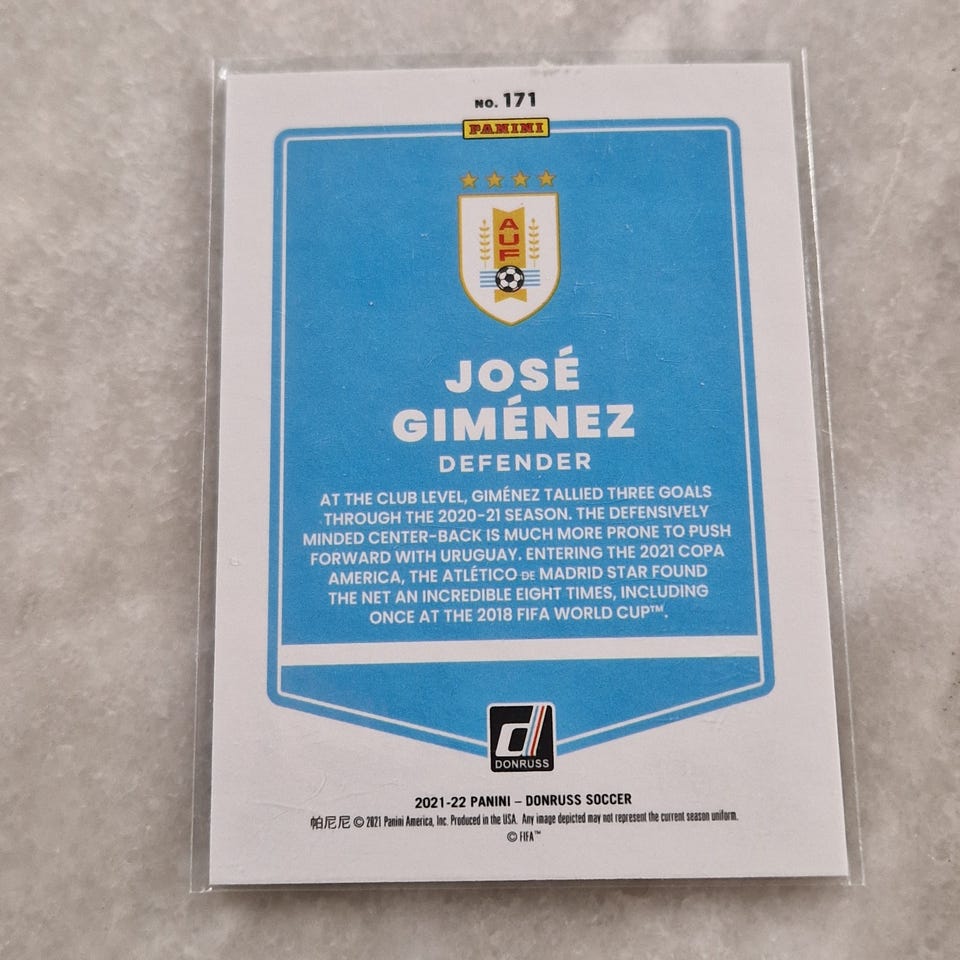 NO. 171
PANINI
AUF
JOSÉ
GIMÉNEZ
DEFENDER
AT THE CLUB LEVEL, GIMÉNEZ TALLIED THREE GOALS
THROUGH THE 2020-21 SEASON. THE DEFENSIVELY
MINDED CENTER-BACK IS MUCH MORE PRONE TO PUSH
FORWARD WITH URUGUAY. ENTERING THE 2021 COPA
AMERICA, THE ATLÉTICO DE MADRID STAR FOUND
THE NET AN INCREDIBLE EIGHT TIMES, INCLUDING
ONCE AT THE 2018 FIFA WORLD CUP™.
d
DONRUSS
2021-22 PANINI – DONRUSS SOCCER
帕尼尼 © 2021 Panini America, Inc. Produced in the USA. Any image depicted may not represent the current season uniform.
© FIFA™